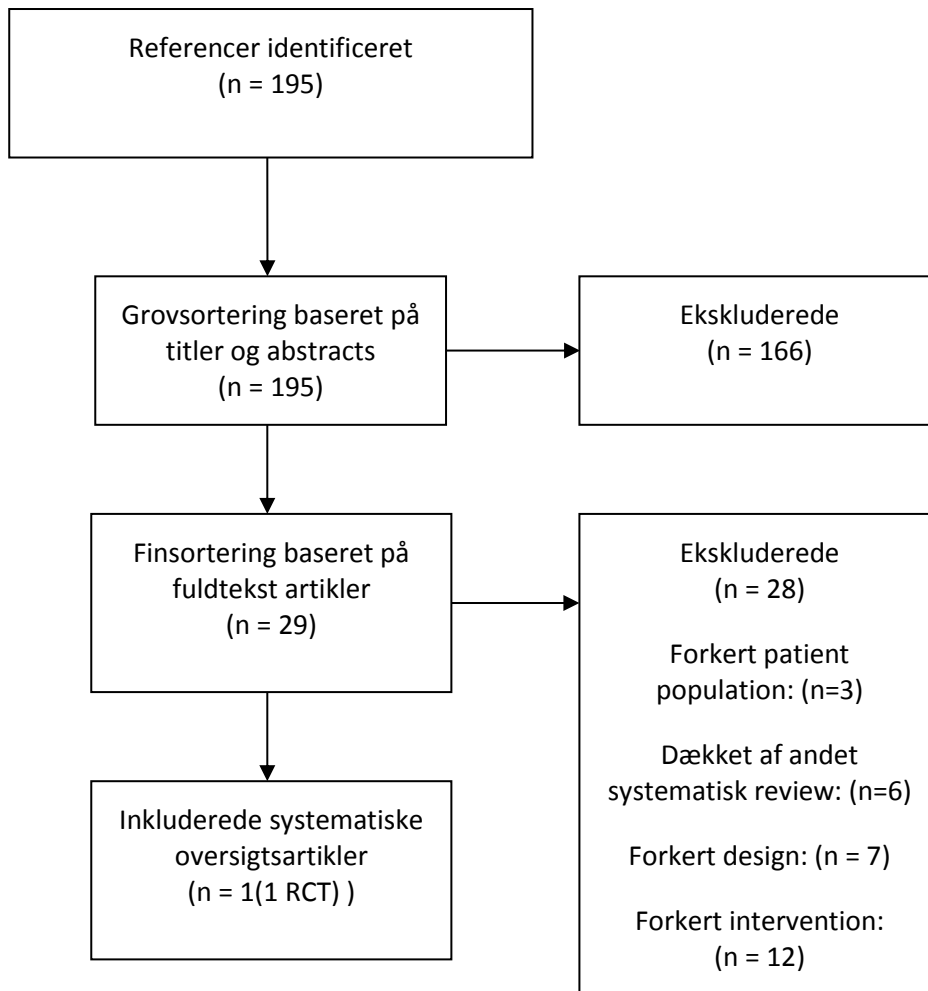 Referencer identificeret
(n = 195)
Grovsortering baseret på
titler og abstracts
(n = 195)
Ekskluderede
(n = 166)
Finsortering baseret på
fuldtekst artikler
(n = 29)
Ekskluderede
(n = 28)
Forkert patient
population: (n=3)
Dækket af andet
systematisk review: (n=6)
Forkert design: (n = 7)
Forkert intervention:
(n = 12)
Inkluderede systematiske
oversigtsartikler
(n = 1(1 RCT) )